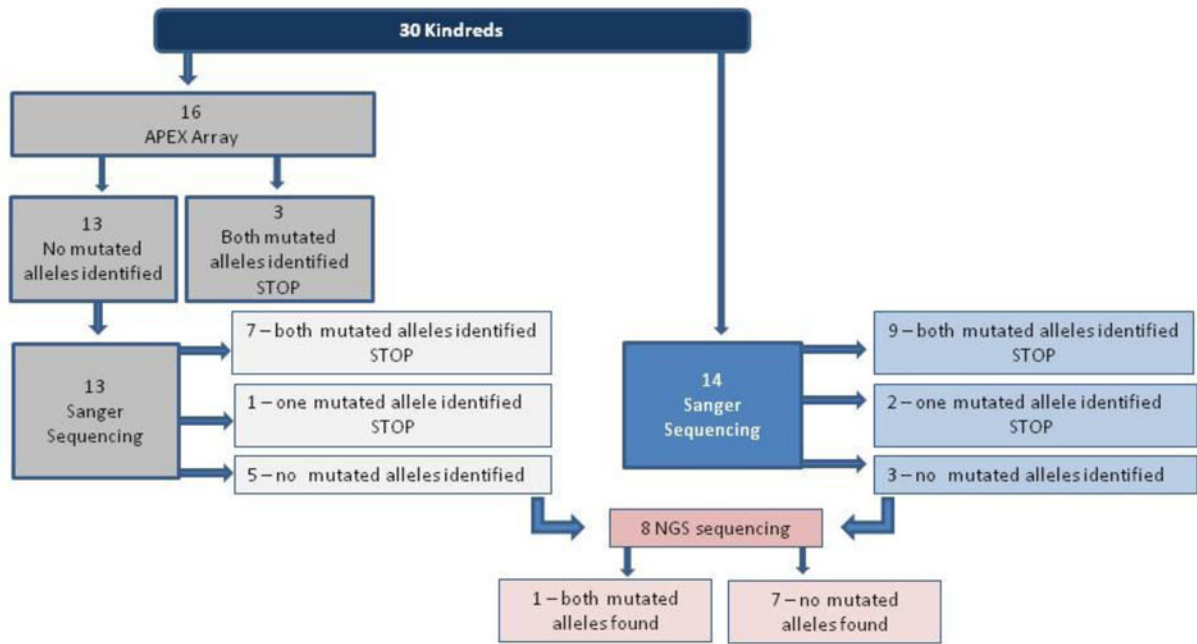 30 Kindreds
16
APEX Array
13
No mutated
alleles identified
3
Both mutated
alleles identified
STOP
13
Sanger
Sequencing
7 – both mutated alleles identified
STOP
1 – one mutated allele identified
STOP
5 – no mutated alleles identified
14
Sanger
Sequencing
9 – both mutated alleles identified
STOP
2 – one mutated allele identified
STOP
3 – no mutated alleles identified
8 NGS sequencing
1 – both mutated
alleles found
7 – no mutated
alleles found